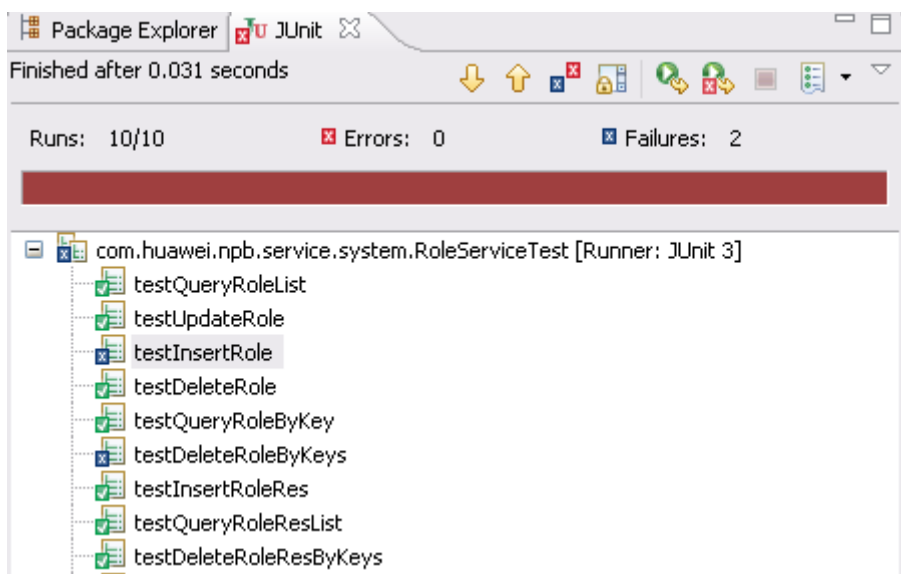 Package Explorer JUnit
Finished after 0.031 seconds
Runs: 10/10 Errors: 0 Failures: 2
com.huawei.npb.service.system.RoleServiceTest [Runner: JUnit 3]
testQueryRoleList
testUpdateRole
testInsertRole
testDeleteRole
testQueryRoleByKey
testDeleteRoleByKeys
testInsertRoleRes
testQueryRoleResList
testDeleteRoleResByKeys